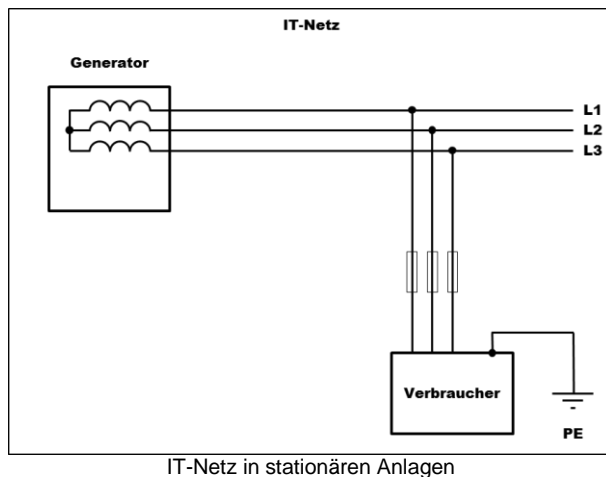 IT-Netz
Generator
L1
L2
L3
Verbraucher
PE
IT-Netz in stationären Anlagen